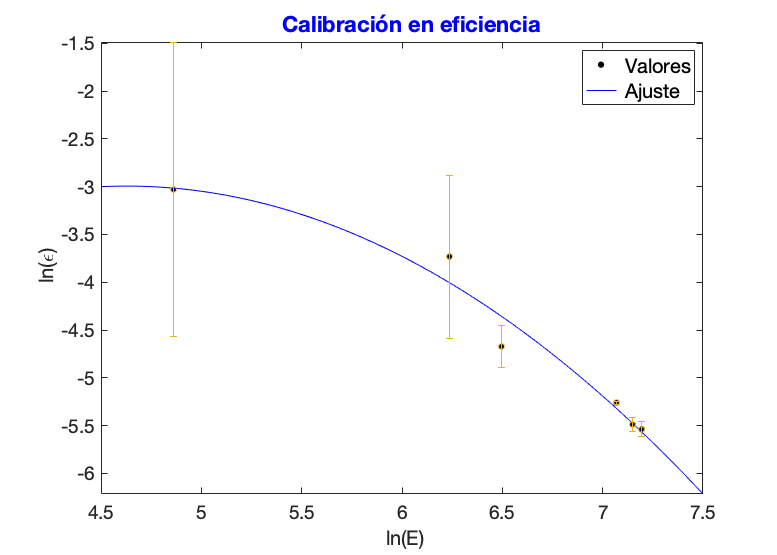 Calibración en eficiencia
Valores
Ajuste
-1.5
-2
-2.5
-3
-3.5
-4
-4.5
-5
-5.5
-6
ln(ϵ)
4.5 5 5.5 6 6.5 7 7.5
ln(E)